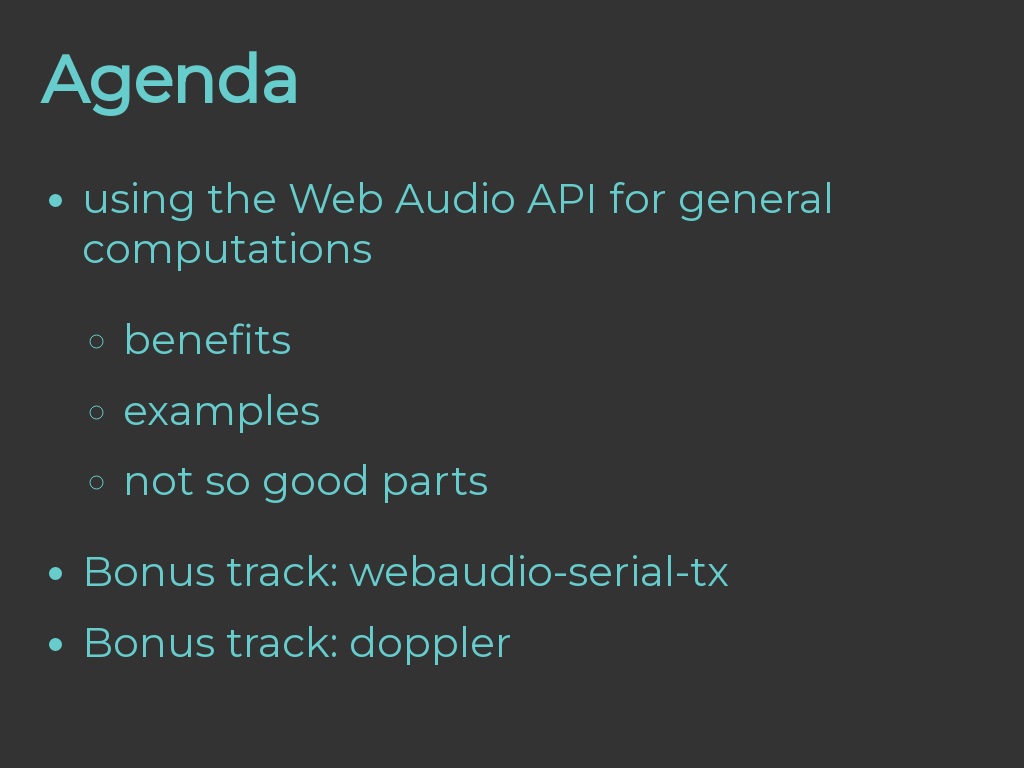 Agenda
using the Web Audio API for general
computations
benefits
examples
not so good parts
Bonus track: webaudio-serial-tx
Bonus track: doppler